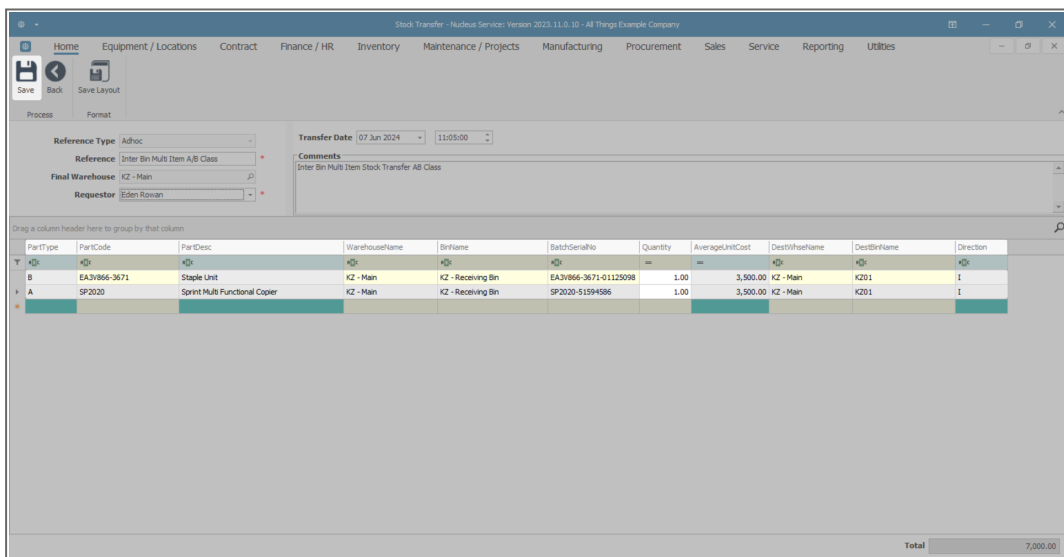 Stock Transfer - Nucleus Service: Version 2023.11.0.10 - All Things Example Company
Home Equipment / Locations Contract Finance / HR Inventory Maintenance / Projects Manufacturing Procurement Sales Service Reporting Utilities
Save Back Save Layout
Process Format
Reference Type Adhoc Transfer Date 07 Jun 2024 11:05:00
Reference Inter Bin Multi Item A/B Class * Comments
Inter Bin Multi Item Stock Transfer AB Class
Final Warehouse KZ - Main
Requestor Eden Rowan *
Drag a column header here to group by that column
PartType PartCode PartDesc WarehouseName BinName BatchSerialNo Quantity AverageUnitCost DestWhseName DestBinName Direction
= =
B EA3V866-3671 Staple Unit KZ - Main KZ - Receiving Bin EA3V866-3671-01125098 1.00 3,500.00 KZ - Main KZ01 I
A SP2020 Sprint Multi Functional Copier KZ - Main KZ - Receiving Bin SP2020-51594586 1.00 3,500.00 KZ - Main KZ01 I
Total 7,000.00